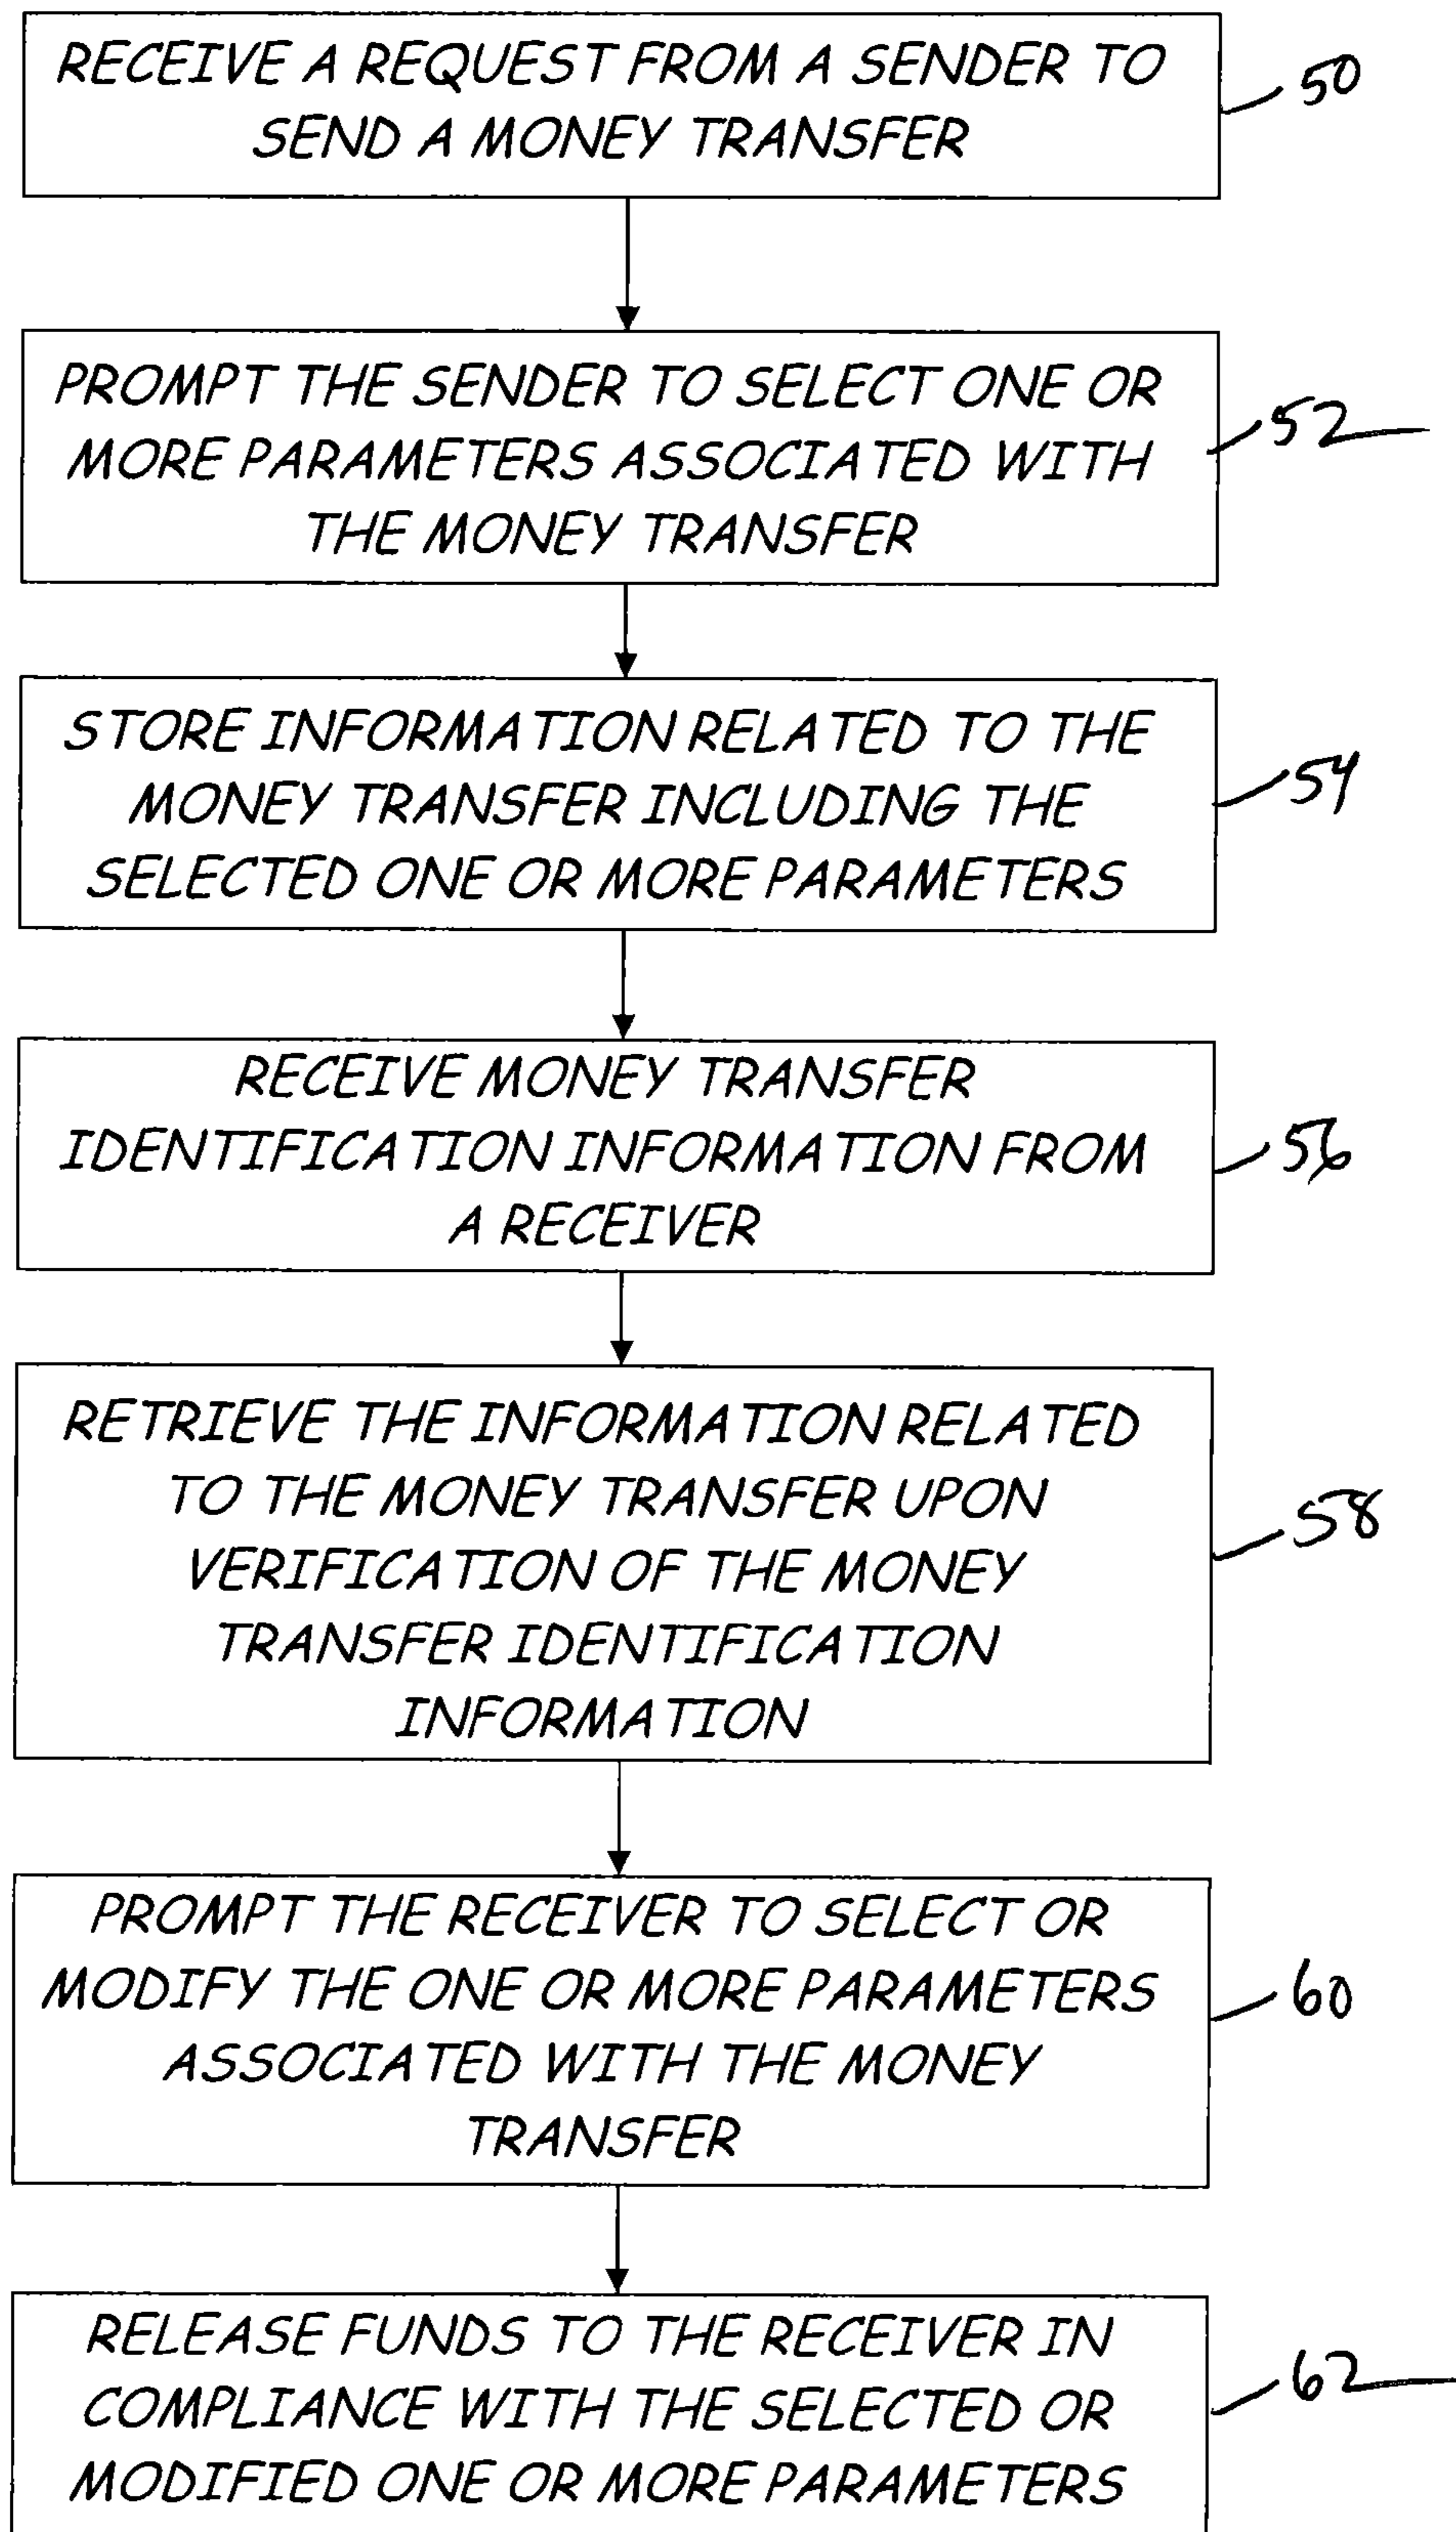 RECEIVE A REQUEST FROM A SENDER TO
SEND A MONEY TRANSFER
50
PROMPT THE SENDER TO SELECT ONE OR
MORE PARAMETERS ASSOCIATED WITH
THE MONEY TRANSFER
52
STORE INFORMATION RELATED TO THE
MONEY TRANSFER INCLUDING THE
SELECTED ONE OR MORE PARAMETERS
54
RECEIVE MONEY TRANSFER
IDENTIFICATION INFORMATION FROM
A RECEIVER
56
RETRIEVE THE INFORMATION RELATED
TO THE MONEY TRANSFER UPON
VERIFICATION OF THE MONEY
TRANSFER IDENTIFICATION
INFORMATION
58
PROMPT THE RECEIVER TO SELECT OR
MODIFY THE ONE OR MORE PARAMETERS
ASSOCIATED WITH THE MONEY
TRANSFER
60
RELEASE FUNDS TO THE RECEIVER IN
COMPLIANCE WITH THE SELECTED OR
MODIFIED ONE OR MORE PARAMETERS
62